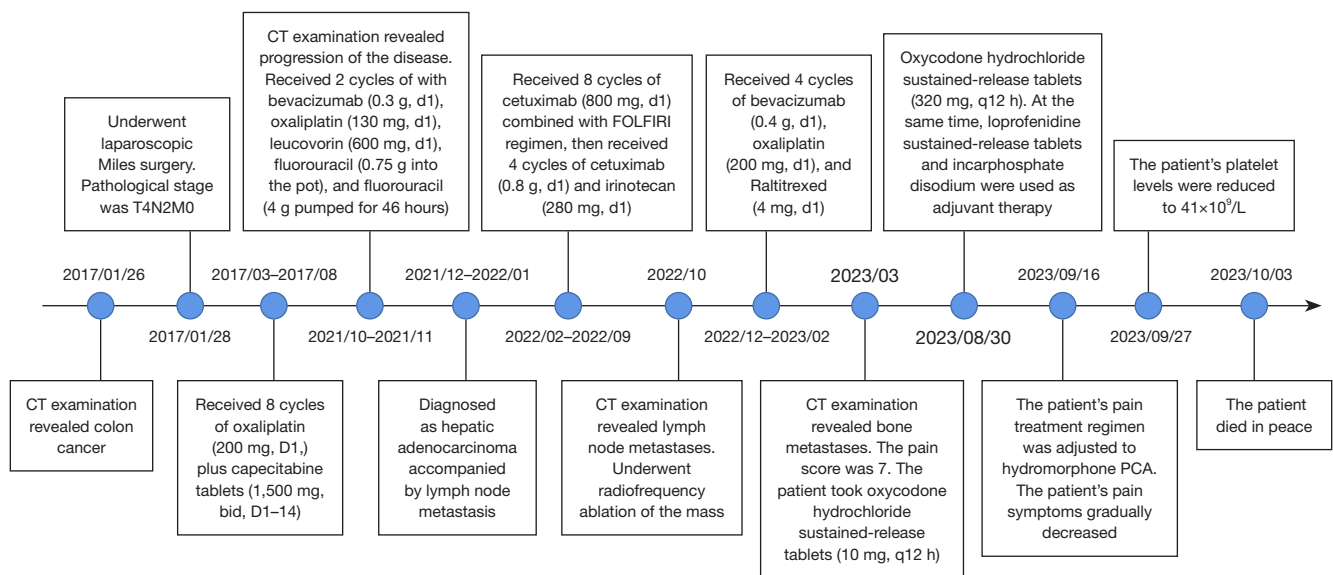 CT examination revealed
progression of the disease.
Received 2 cycles of with
bevacizumab (0.3 g, d1),
oxaliplatin (130 mg, d1),
leucovorin (600 mg, d1),
fluorouracil (0.75 g into
the pot), and fluorouracil
(4 g pumped for 46 hours)
Underwent
laparoscopic
Miles surgery.
Pathological stage
was T4N2M0
Received 8 cycles of
cetuximab (800 mg, d1)
combined with FOLFIRI
regimen, then received
4 cycles of cetuximab
(0.8 g, d1) and irinotecan
(280 mg, d1)
Received 4 cycles
of bevacizumab
(0.4 g, d1),
oxaliplatin
(200 mg, d1), and
Raltitrexed
(4 mg, d1)
Oxycodone hydrochloride
sustained-release tablets
(320 mg, q12 h). At the
same time, loprofenidine
sustained-release tablets
and incarphosphate
disodium were used as
adjuvant therapy
The patient's platelet
levels were reduced
to 41×10⁹/L
2017/01/26
2017/03–2017/08
2021/12–2022/01
2022/10
2023/03
2023/09/16
2023/10/03
2017/01/28
2021/10–2021/11
2022/02–2022/09
2022/12–2023/02
2023/08/30
2023/09/27
CT examination
revealed colon
cancer
Received 8 cycles
of oxaliplatin
(200 mg, D1,)
plus capecitabine
tablets (1,500 mg,
bid, D1–14)
Diagnosed
as hepatic
adenocarcinoma
accompanied
by lymph node
metastasis
CT examination
revealed lymph
node metastases.
Underwent
radiofrequency
ablation of the mass
CT examination
revealed bone
metastases. The pain
score was 7. The
patient took oxycodone
hydrochloride
sustained-release
tablets (10 mg, q12 h)
The patient's pain
treatment regimen
was adjusted to
hydromorphone PCA.
The patient's pain
symptoms gradually
decreased
The patient
died in peace